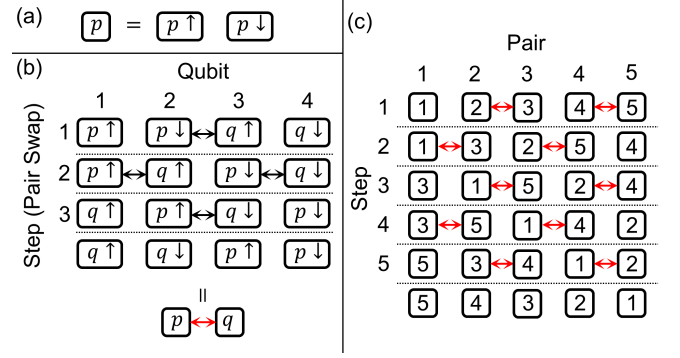 (a)
p = p ↑ p ↓
(b)
Qubit
1 2 3 4
Step (Pair Swap)
1 p ↑ p ↓ ↔ q ↑ q ↓
2 p ↑ ↔ q ↑ p ↓ ↔ q ↓
3 q ↑ p ↑ ↔ q ↓ p ↓
q ↑ q ↓ p ↑ p ↓
=
p ↔ q
(c)
Pair
1 2 3 4 5
Step
1 1 2 ↔ 3 4 ↔ 5
2 1 ↔ 3 2 ↔ 5 4
3 3 1 ↔ 5 2 ↔ 4
4 3 ↔ 5 1 ↔ 4 2
5 5 3 ↔ 4 1 ↔ 2
5 4 3 2 1